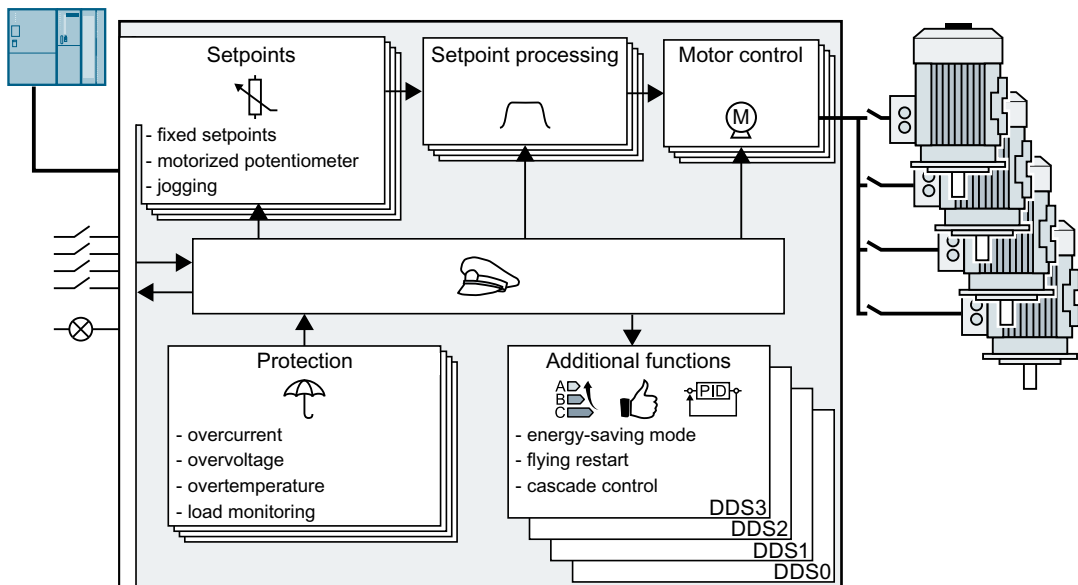 Setpoints
- fixed setpoints
- motorized potentiometer
- jogging
Setpoint processing
Motor control
M
Protection
- overcurrent
- overvoltage
- overtemperature
- load monitoring
Additional functions
A
B
C
PID
- energy-saving mode
- flying restart
- cascade control
DDS3
DDS2
DDS1
DDS0